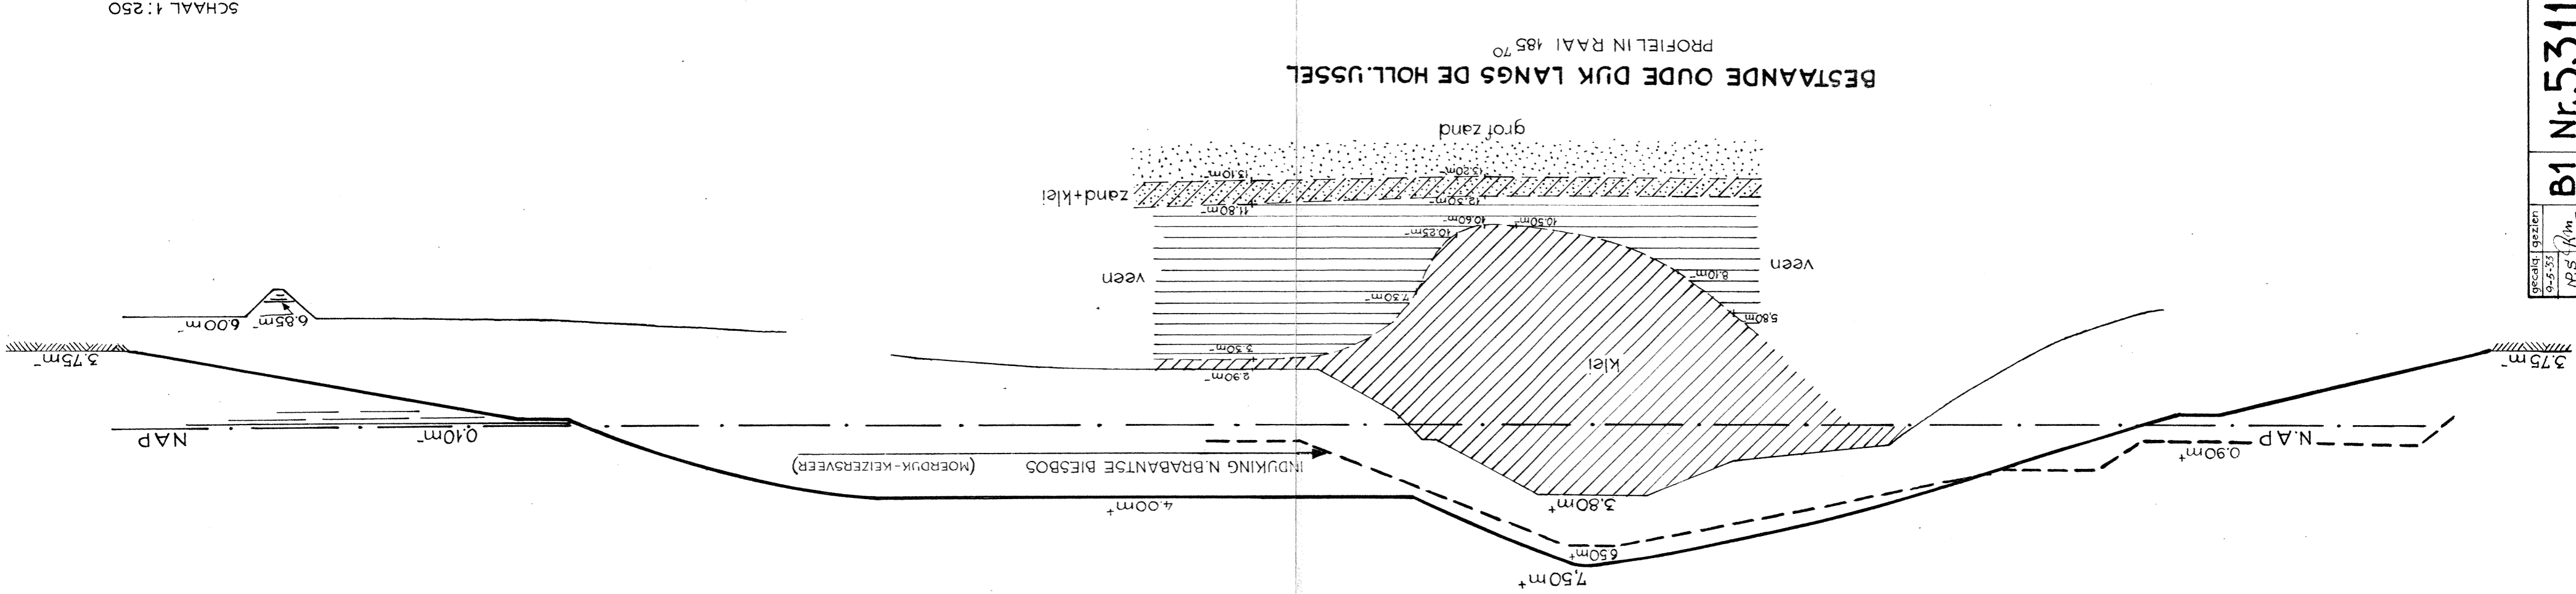 7,50m⁺
6.50m⁺
3.80m⁺
4.00m⁺
INDIJKING N.BRABANTSE BIESBOS (MOERDIJK-KEIZERSVEER)
0.90m⁺
N.A.P
0.10m⁻
NAP
3.75m⁻
2.90m⁻
3.75m⁻
klei
3.30m⁻
5.80m⁻
7.30m⁻
6.85m⁻
6.00m⁻
veen
8.10m⁻
veen
10.25m⁻
10.50m⁻
10.60m⁻
11.80m⁻
12.30m⁻
zand+klei
13.20m⁻
13.10m⁻
grof zand
BESTAANDE OUDE DIJK LANGS DE HOLL.IJSSEL
PROFIEL IN RAAI 185⁷⁰
SCHAAL 1:250
gecalq. gezien
9-5-33
B1 Nr.5311